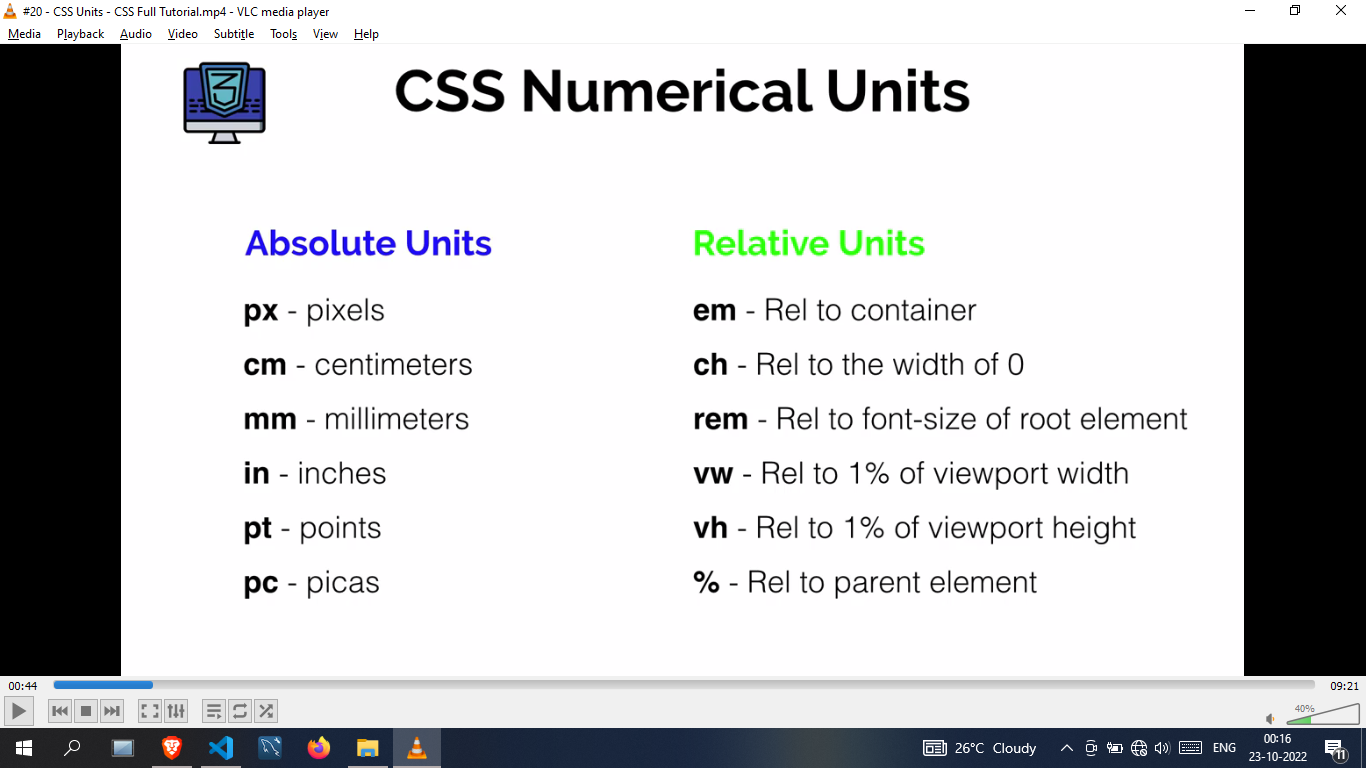 #20 - CSS Units - CSS Full Tutorial.mp4 - VLC media player
Media Playback Audio Video Subtitle Tools View Help
CSS Numerical Units
Absolute Units
px - pixels
cm - centimeters
mm - millimeters
in - inches
pt - points
pc - picas
Relative Units
em - Rel to container
ch - Rel to the width of 0
rem - Rel to font-size of root element
vw - Rel to 1% of viewport width
vh - Rel to 1% of viewport height
% - Rel to parent element
00:44
09:21
40%
26°C Cloudy
ENG
00:16
23-10-2022
11